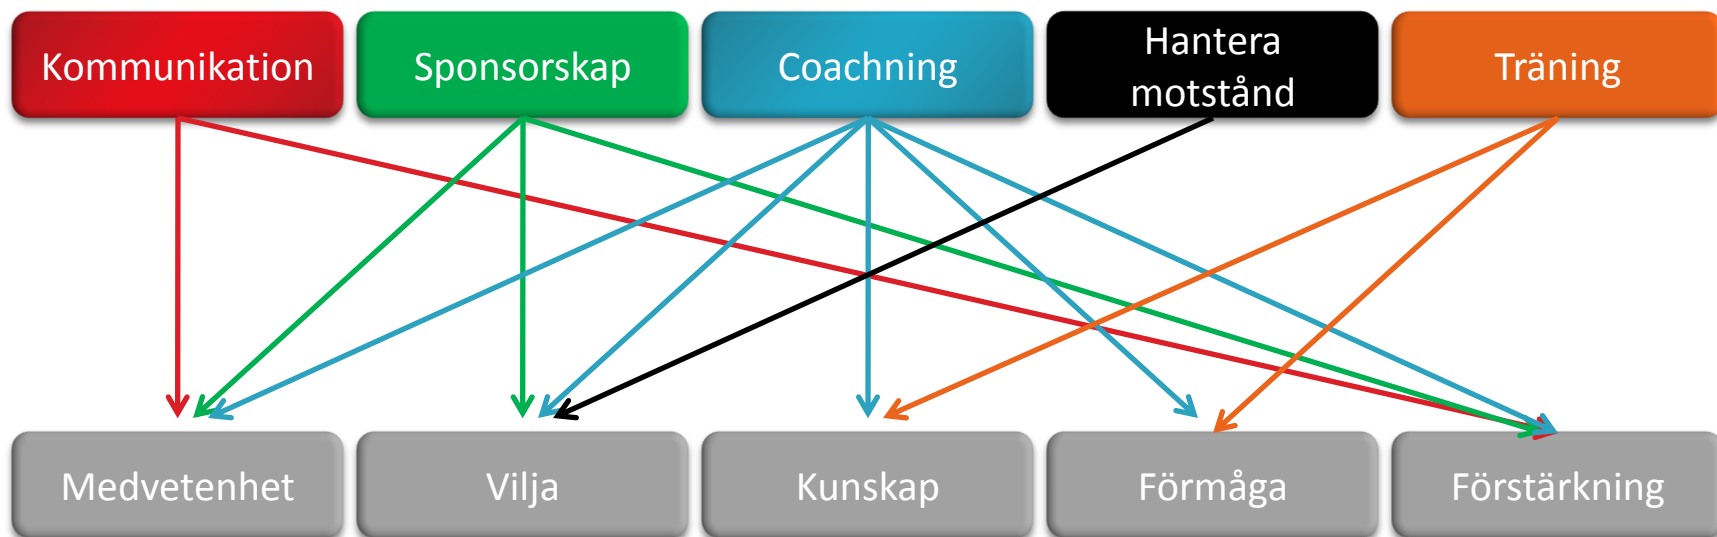 Kommunikation
Sponsorskap
Coachning
Hantera
motstånd
Träning
Medvetenhet
Vilja
Kunskap
Förmåga
Förstärkning